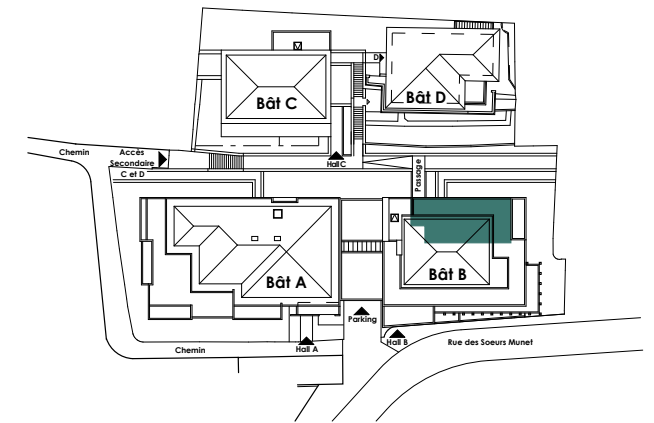 D
Bât C
Bât D
Chemin
Accès
Secondaire
C et D
Hall C
Passage
Bât A
Bât B
Parking
Hall A
Hall B
Chemin
Rue des Soeurs Munet